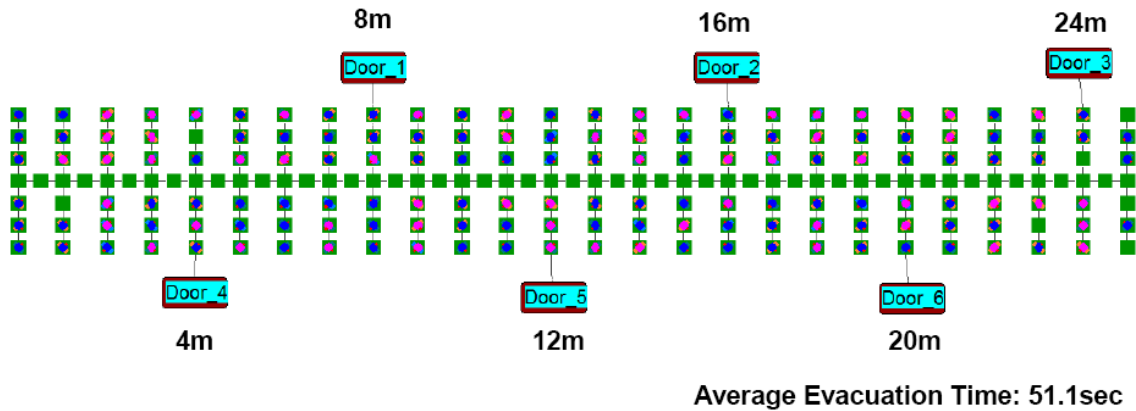 8m
16m
24m
Door_1
Door_2
Door_3
Door_4
Door_5
Door_6
4m
12m
20m
Average Evacuation Time: 51.1sec